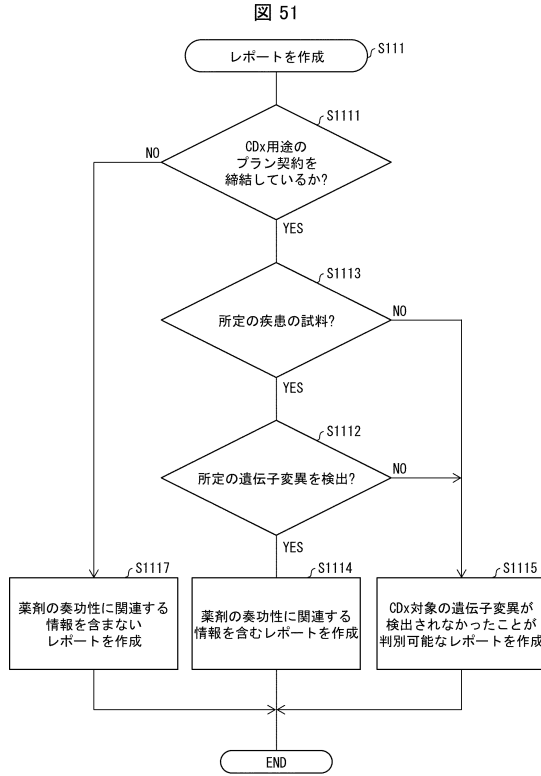 図 51
レポートを作成
S111
S1111
CDx用途の
プラン契約を
締結しているか?
NO
YES
S1113
所定の疾患の試料?
NO
YES
S1112
所定の遺伝子変異を検出?
NO
YES
S1117
薬剤の奏功性に関連する
情報を含まない
レポートを作成
S1114
薬剤の奏功性に関連する
情報を含むレポートを作成
S1115
CDx対象の遺伝子変異が
検出されなかったことが
判別可能なレポートを作成
END